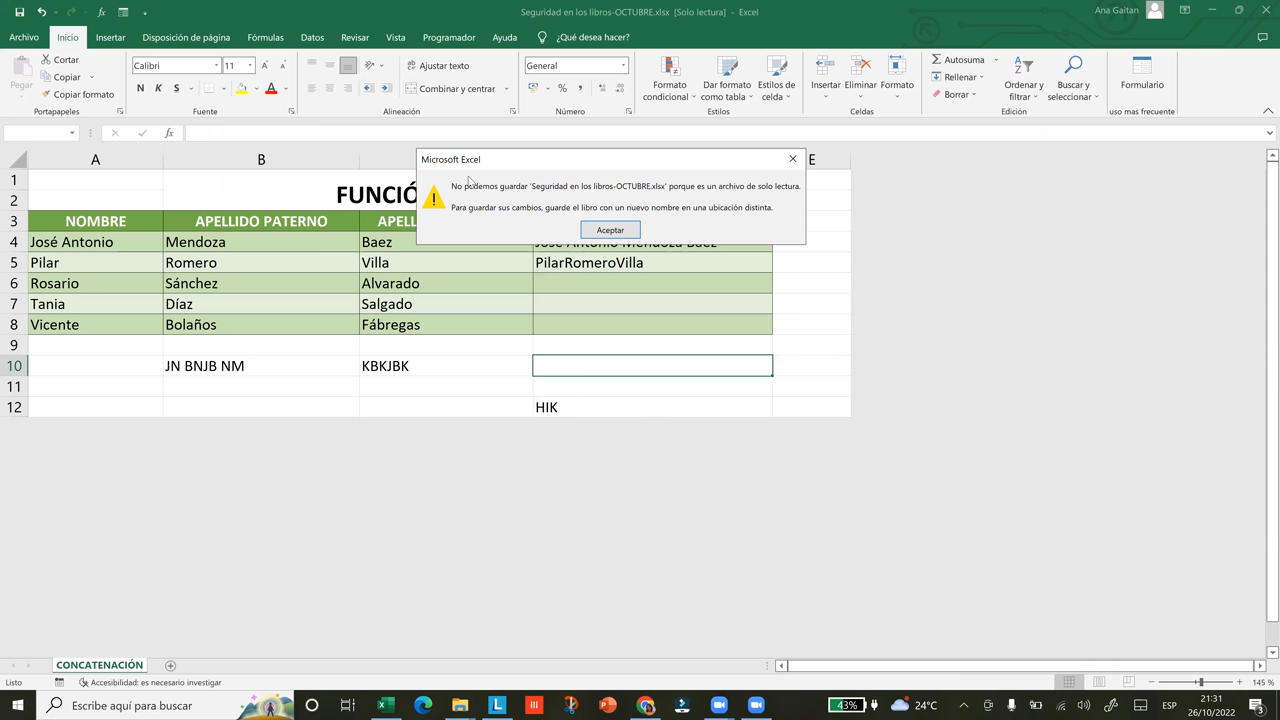 Seguridad en los libros-OCTUBRE.xlsx [Solo lectura] - Excel
Ana Gaitan
Archivo Inicio Insertar Disposición de página Fórmulas Datos Revisar Vista Programador Ayuda ¿Qué desea hacer?
Pegar
Cortar
Copiar
Copiar formato
Portapapeles
Calibri 11
N K S
Fuente
Ajustar texto
Combinar y centrar
Alineación
General
Número
Formato condicional
Dar formato como tabla
Estilos de celda
Estilos
Insertar
Eliminar
Formato
Celdas
Autosuma
Rellenar
Borrar
Ordenar y filtrar
Buscar y seleccionar
Edición
Formulario
uso mas frecuente
fx
A B E
Microsoft Excel
No podemos guardar 'Seguridad en los libros-OCTUBRE.xlsx' porque es un archivo de solo lectura.
Para guardar sus cambios, guarde el libro con un nuevo nombre en una ubicación distinta.
Aceptar
1
2 FUNCIÓ
3 NOMBRE APELLIDO PATERNO APELL
4 José Antonio Mendoza Baez José Antonio Mendoza Baez
5 Pilar Romero Villa PilarRomeroVilla
6 Rosario Sánchez Alvarado
7 Tania Díaz Salgado
8 Vicente Bolaños Fábregas
9
10 JN BNJB NM KBKJBK
11
12 HIK
CONCATENACIÓN
Listo Accesibilidad: es necesario investigar 145 %
Escribe aquí para buscar
43%
24°C
21:31
26/10/2022